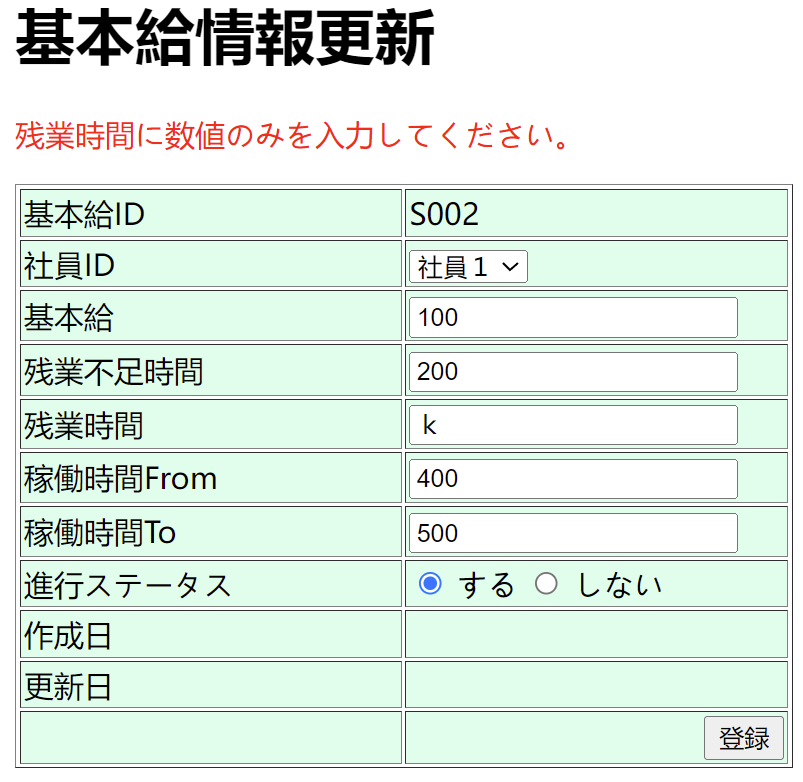 基本給情報更新
残業時間に数値のみを入力してください。
基本給ID S002
社員ID 社員１
基本給 100
残業不足時間 200
残業時間 ｋ
稼働時間From 400
稼働時間To 500
進行ステータス する しない
作成日
更新日
登録